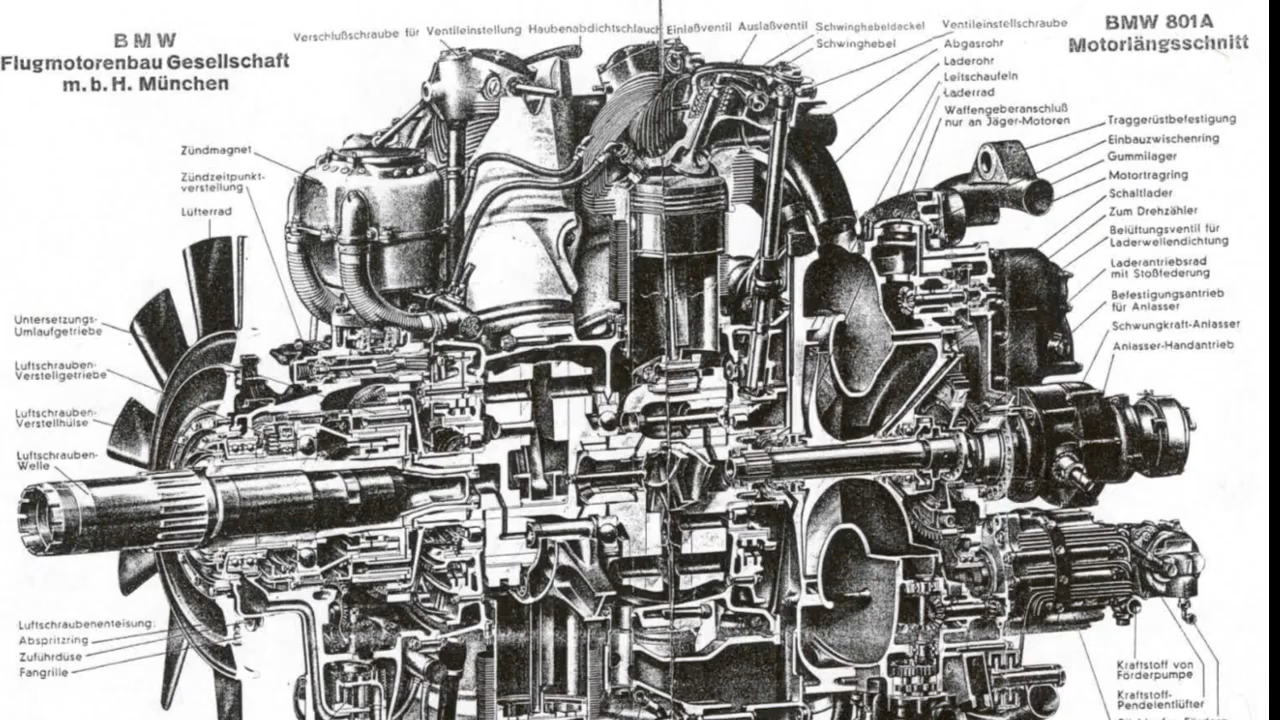 BMW
Flugmotorenbau Gesellschaft
m. b. H. München
BMW 801A
Motorlängsschnitt
Verschlußschraube für Ventileinstellung
Haubenabdichtschlauch
Einlaßventil
Auslaßventil
Schwinghebeldeckel
Schwinghebel
Ventileinstellschraube
Abgasrohr
Laderohr
Leitschaufeln
Laderrad
Waffengeberanschluß
nur an Jäger-Motoren
Traggerüstbefestigung
Einbauzwischenring
Gummilager
Motortragring
Schaltlader
Zum Drehzähler
Belüftungsventil für
Laderwellendichtung
Laderantriebsrad
mit Stoßfederung
Befestigungsantrieb
für Anlasser
Schwungkraft-Anlasser
Anlasser-Handantrieb
Zündmagnet
Zündzeitpunkt-
verstellung
Lüfterrad
Untersetzungs-
Umlaufgetriebe
Luftschrauben-
Verstellgetriebe
Luftschrauben-
Verstellhülse
Luftschrauben-
Welle
Luftschraubenenteisung:
Abspritzring
Zuführdüse
Fangrille
Kraftstoff von
Förderpumpe
Kraftstoff-
Pendelentlüfter